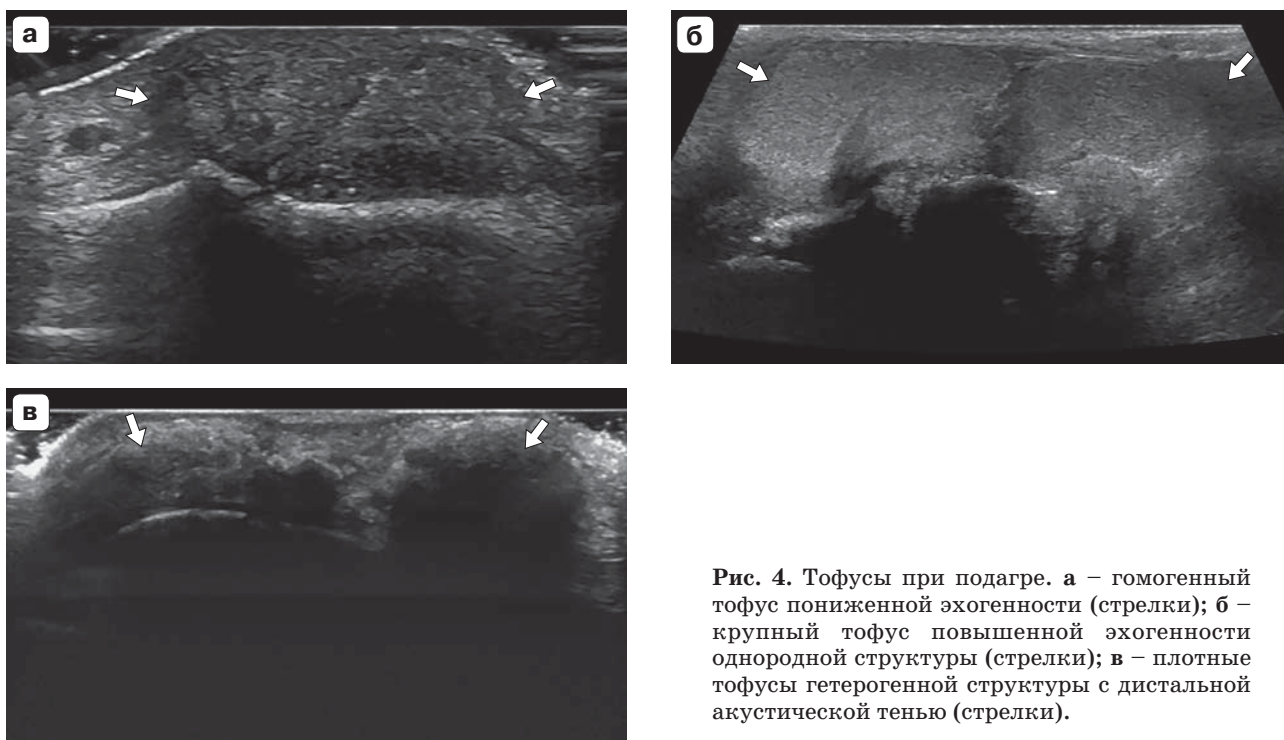 а
б
в
Рис. 4. Тофусы при подагре. а – гомогенный
тофус пониженной эхогенности (стрелки); б –
крупный тофус повышенной эхогенности
однородной структуры (стрелки); в – плотные
тофусы гетерогенной структуры с дистальной
акустической тенью (стрелки).